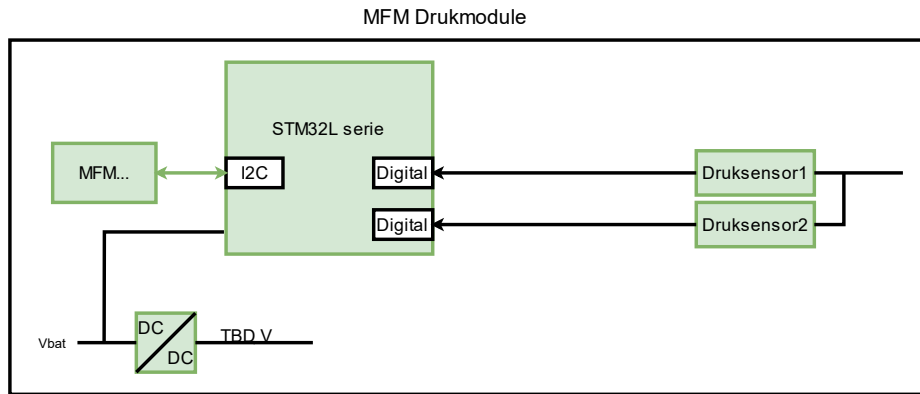 MFM Drukmodule
STM32L serie
MFM...
I2C
Digital
Druksensor1
Digital
Druksensor2
Vbat
DC
DC
TBD V